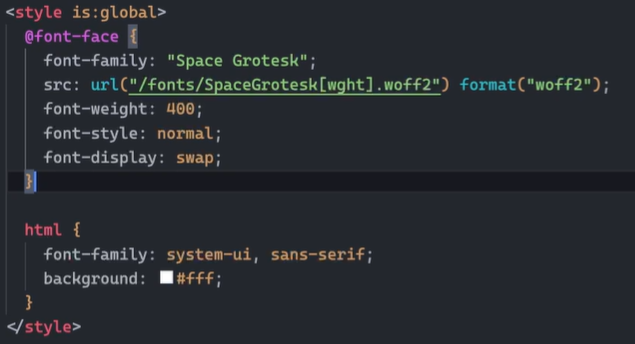 <style is:global>
@font-face {
font-family: "Space Grotesk";
src: url("/fonts/SpaceGrotesk[wght].woff2") format("woff2");
font-weight: 400;
font-style: normal;
font-display: swap;
}
html {
font-family: system-ui, sans-serif;
background: #fff;
}
</style>